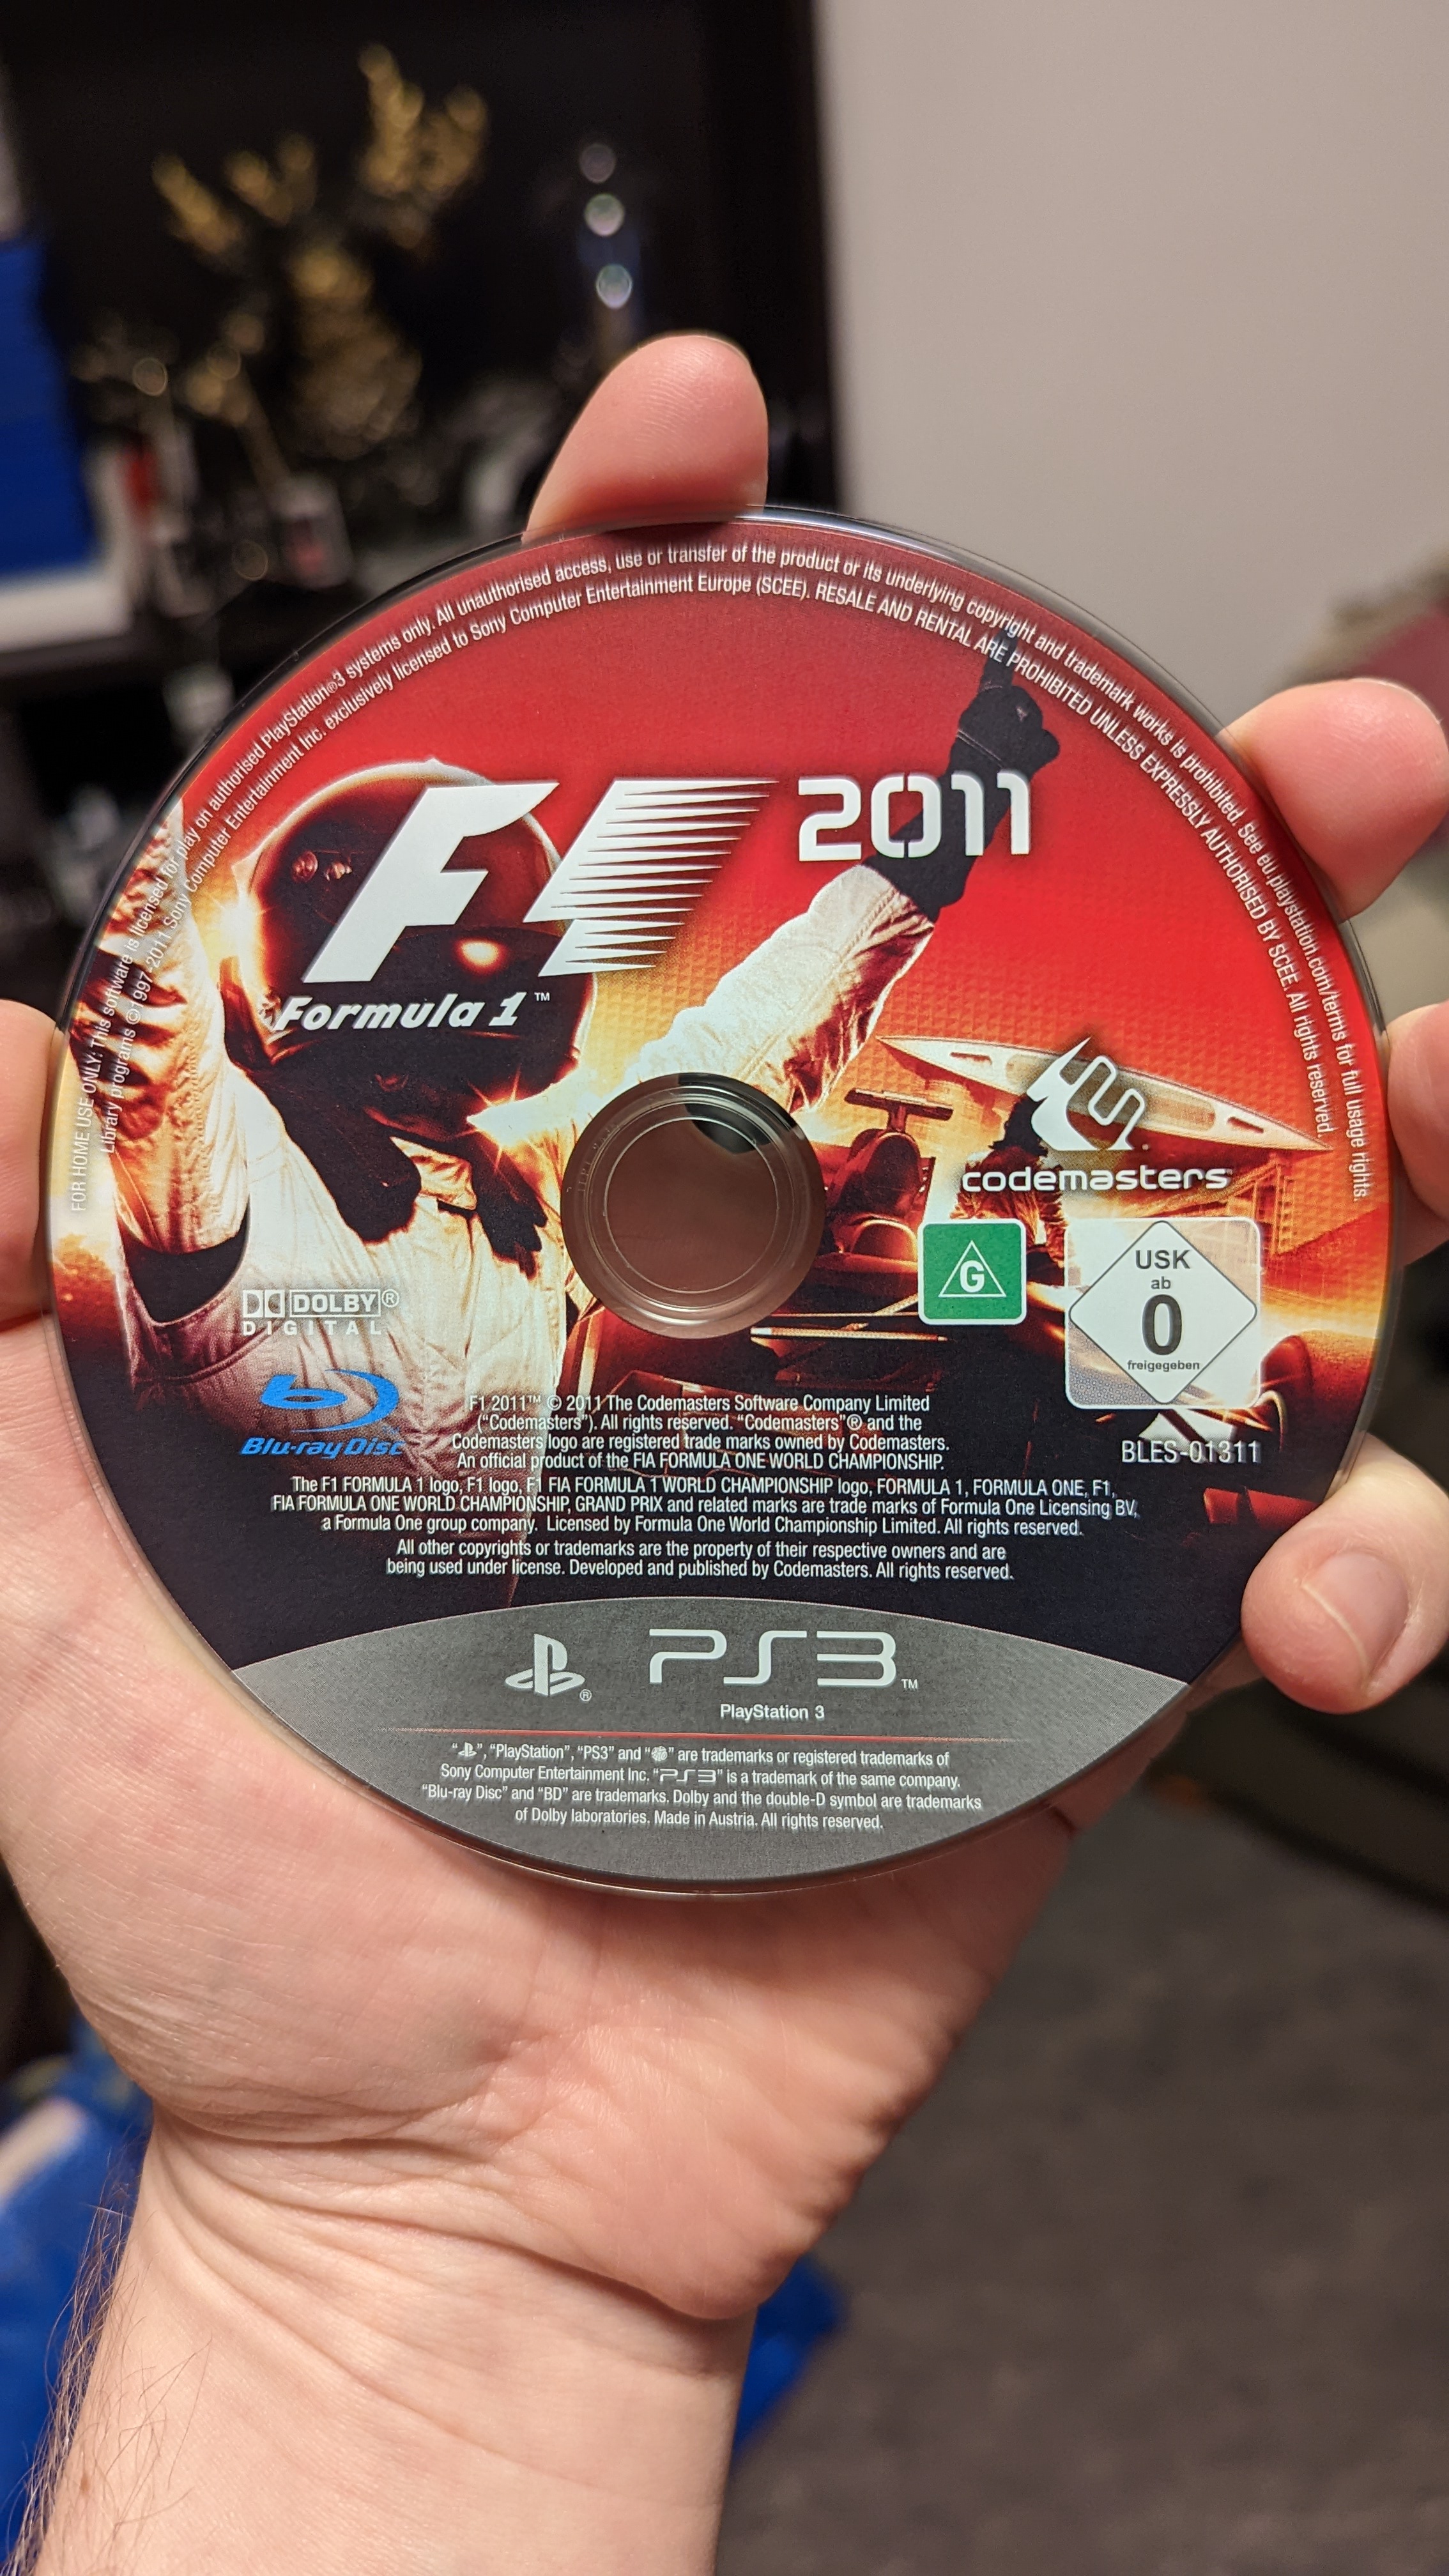 FOR HOME USE ONLY: This software is licensed for play on authorised PlayStation®3 systems only. All unauthorised access, use or transfer of the product or its underlying copyright and trademark works is prohibited. See eu.playstation.com/terms for full usage rights.
Library programs ©1997-2011 Sony Computer Entertainment Inc. exclusively licensed to Sony Computer Entertainment Europe (SCEE). RESALE AND RENTAL ARE PROHIBITED UNLESS EXPRESSLY AUTHORISED BY SCEE. All rights reserved.
F1 2011
Formula 1™
codemasters
G
USK
ab
0
freigegeben
DOLBY®
DIGITAL
Blu-ray Disc
BLES-01311
F1 2011™ © 2011 The Codemasters Software Company Limited
(“Codemasters”). All rights reserved. “Codemasters”® and the
Codemasters logo are registered trade marks owned by Codemasters.
An official product of the FIA FORMULA ONE WORLD CHAMPIONSHIP.
The F1 FORMULA 1 logo, F1 logo, F1 FIA FORMULA 1 WORLD CHAMPIONSHIP logo, FORMULA 1, FORMULA ONE, F1,
FIA FORMULA ONE WORLD CHAMPIONSHIP, GRAND PRIX and related marks are trade marks of Formula One Licensing BV,
a Formula One group company. Licensed by Formula One World Championship Limited. All rights reserved.
All other copyrights or trademarks are the property of their respective owners and are
being used under license. Developed and published by Codemasters. All rights reserved.
® PS3™
PlayStation 3
“ ”, “PlayStation”, “PS3” and “ ” are trademarks or registered trademarks of
Sony Computer Entertainment Inc. “PS3” is a trademark of the same company.
“Blu-ray Disc” and “BD” are trademarks. Dolby and the double-D symbol are trademarks
of Dolby laboratories. Made in Austria. All rights reserved.